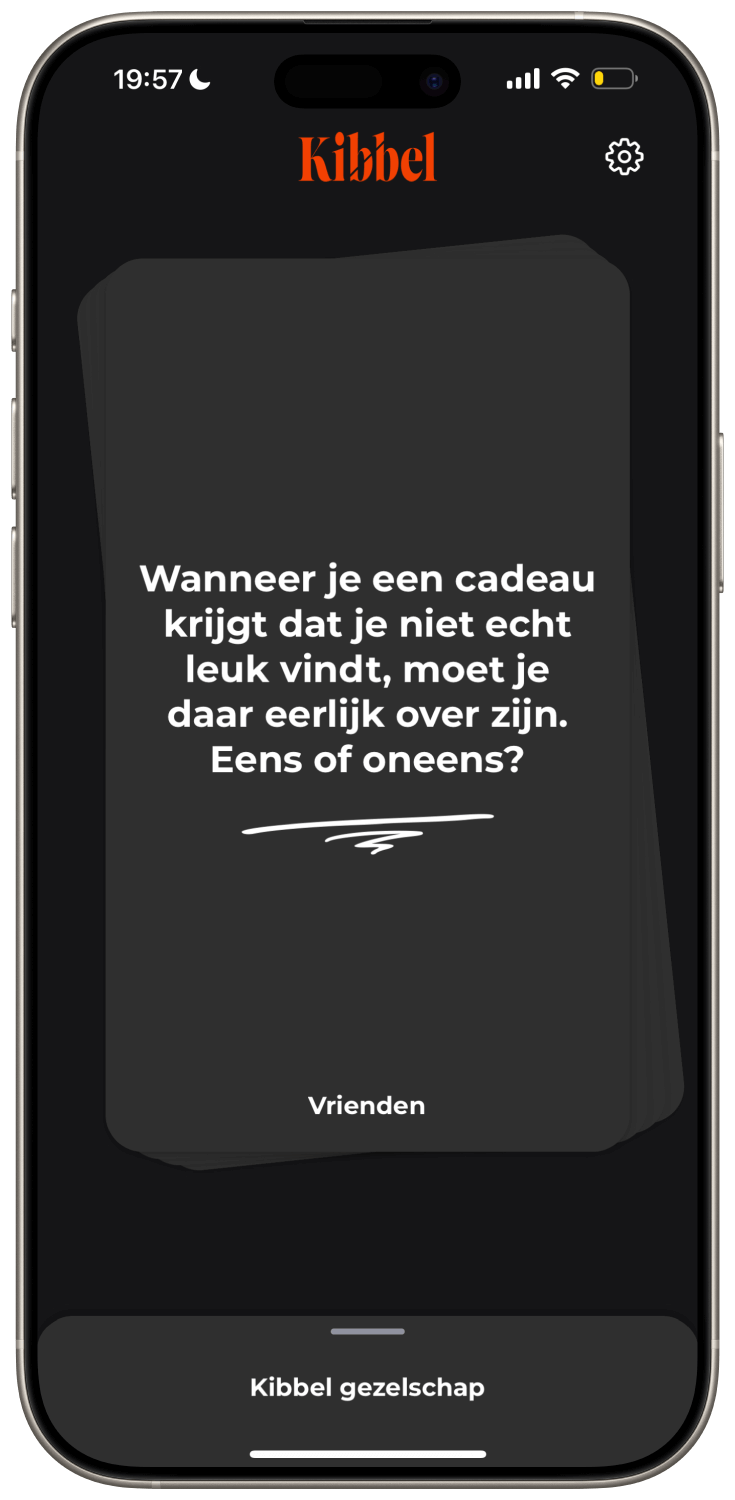 19:57
Kibbel
Wanneer je een cadeau
krijgt dat je niet echt
leuk vindt, moet je
daar eerlijk over zijn.
Eens of oneens?
Vrienden
Kibbel gezelschap